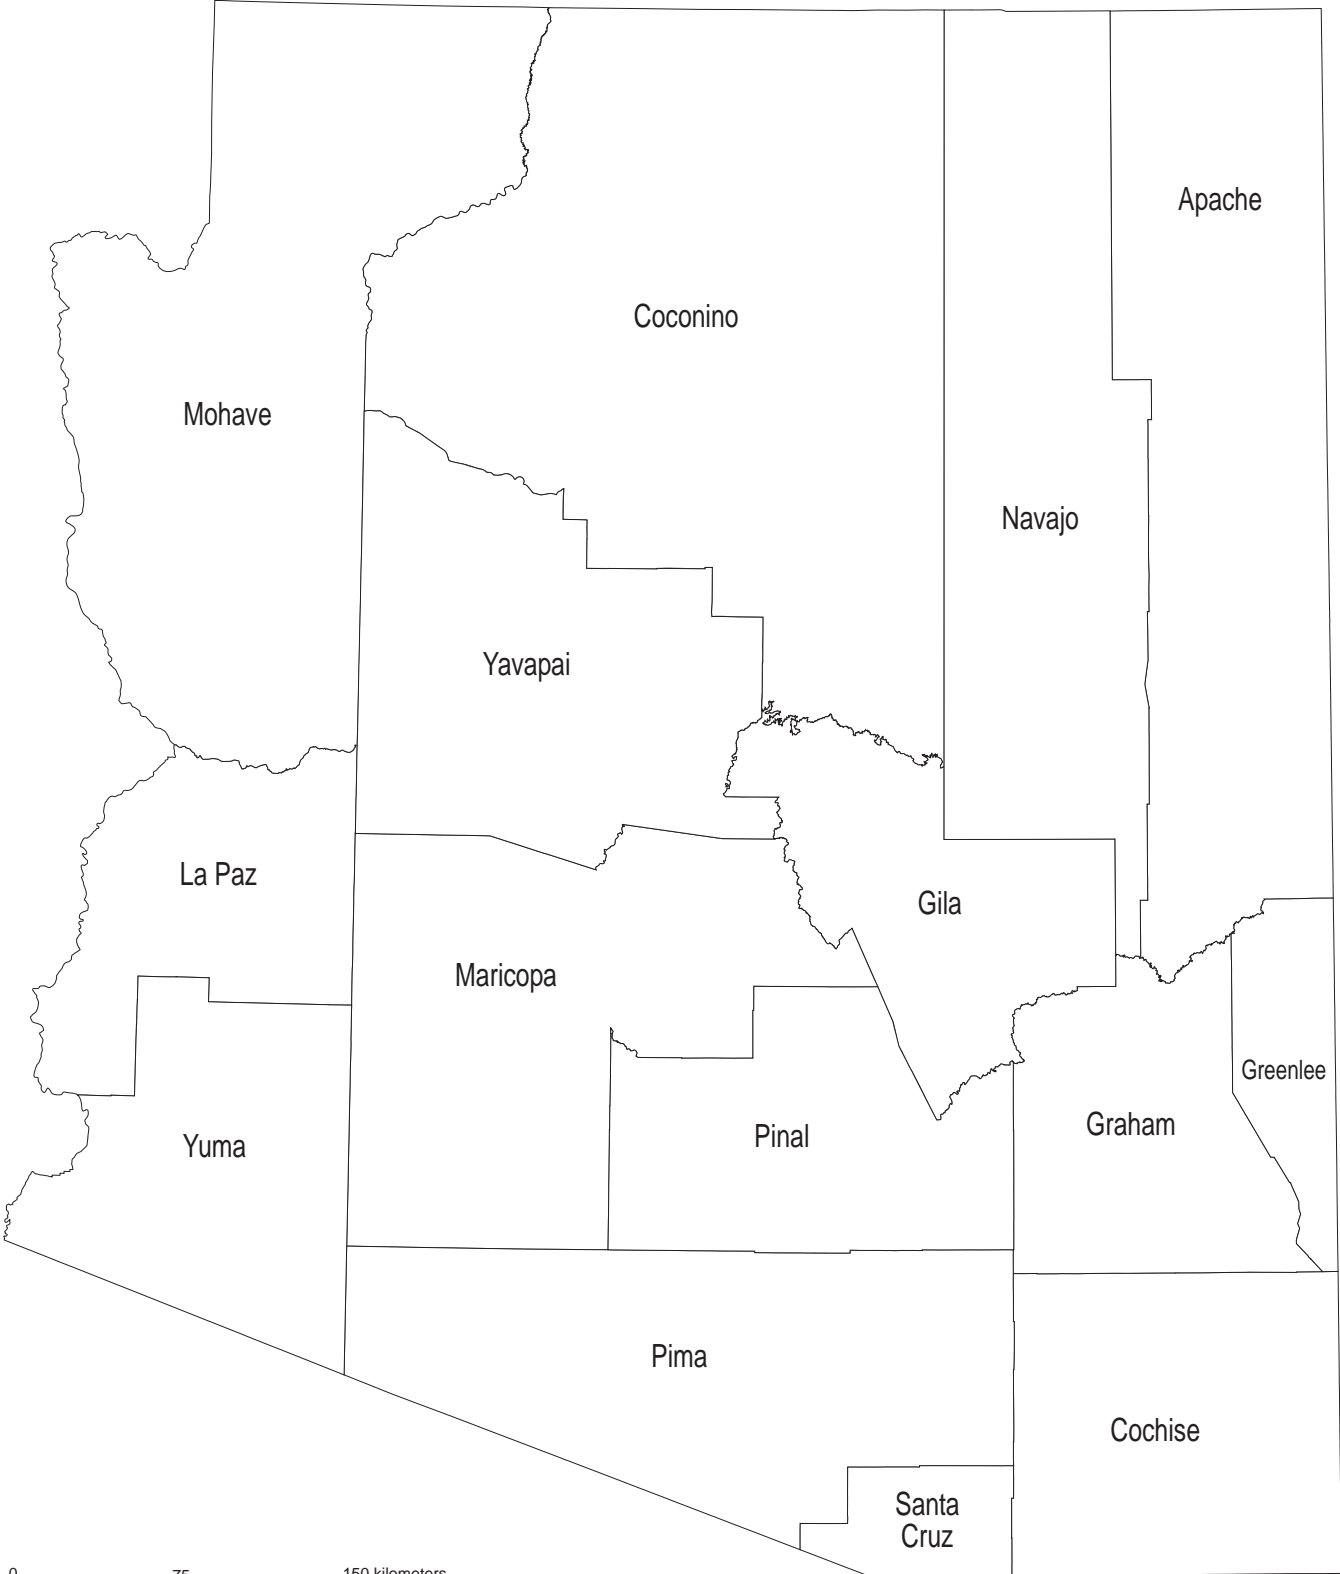 Apache
Coconino
Mohave
Navajo
Yavapai
La Paz
Gila
Maricopa
Greenlee
Graham
Pinal
Yuma
Pima
Cochise
Santa
Cruz
0 75 150 kilometers